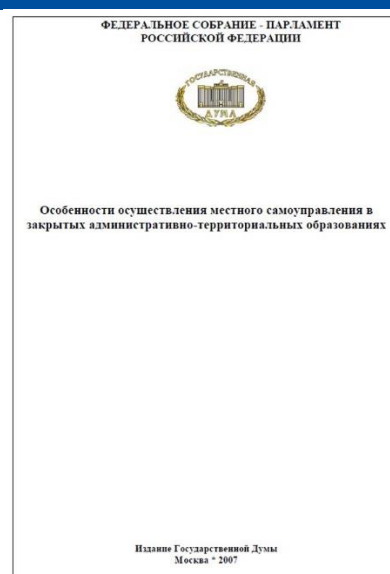 ФЕДЕРАЛЬНОЕ СОБРАНИЕ - ПАРЛАМЕНТ
РОССИЙСКОЙ ФЕДЕРАЦИИ
ГОСУДАРСТВЕННАЯ
ДУМА
Особенности осуществления местного самоуправления в
закрытых административно-территориальных образованиях
Издание Государственной Думы
Москва * 2007